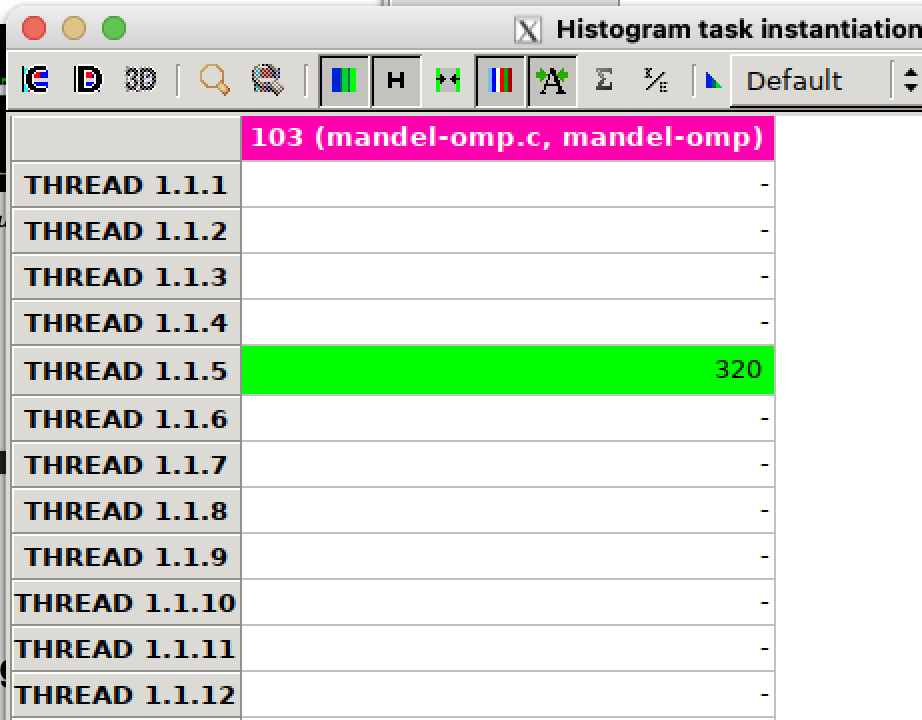 Histogram task instantiation
3D Σ Default
103 (mandel-omp.c, mandel-omp)
THREAD 1.1.1 -
THREAD 1.1.2 -
THREAD 1.1.3 -
THREAD 1.1.4 -
THREAD 1.1.5 320
THREAD 1.1.6 -
THREAD 1.1.7 -
THREAD 1.1.8 -
THREAD 1.1.9 -
THREAD 1.1.10 -
THREAD 1.1.11 -
THREAD 1.1.12 -